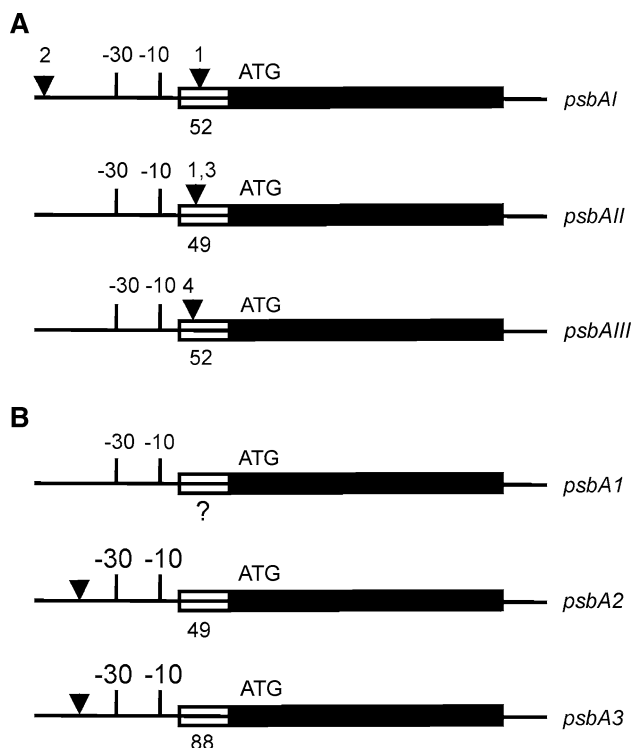 A
2 -30 -10 1 ATG psbAI
52
-30 -10 1,3 ATG psbAII
49
-30 -10 4 ATG psbAIII
52
B
-30 -10 ATG psbA1
?
-30 -10 ATG psbA2
49
-30 -10 ATG psbA3
88